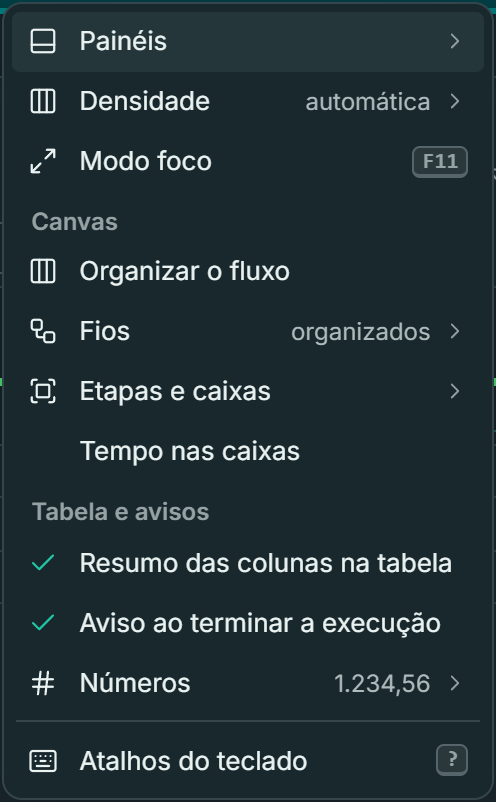 Painéis
Densidade automática
Modo foco F11
Canvas
Organizar o fluxo
Fios organizados
Etapas e caixas
Tempo nas caixas
Tabela e avisos
Resumo das colunas na tabela
Aviso ao terminar a execução
Números 1.234,56
Atalhos do teclado ?